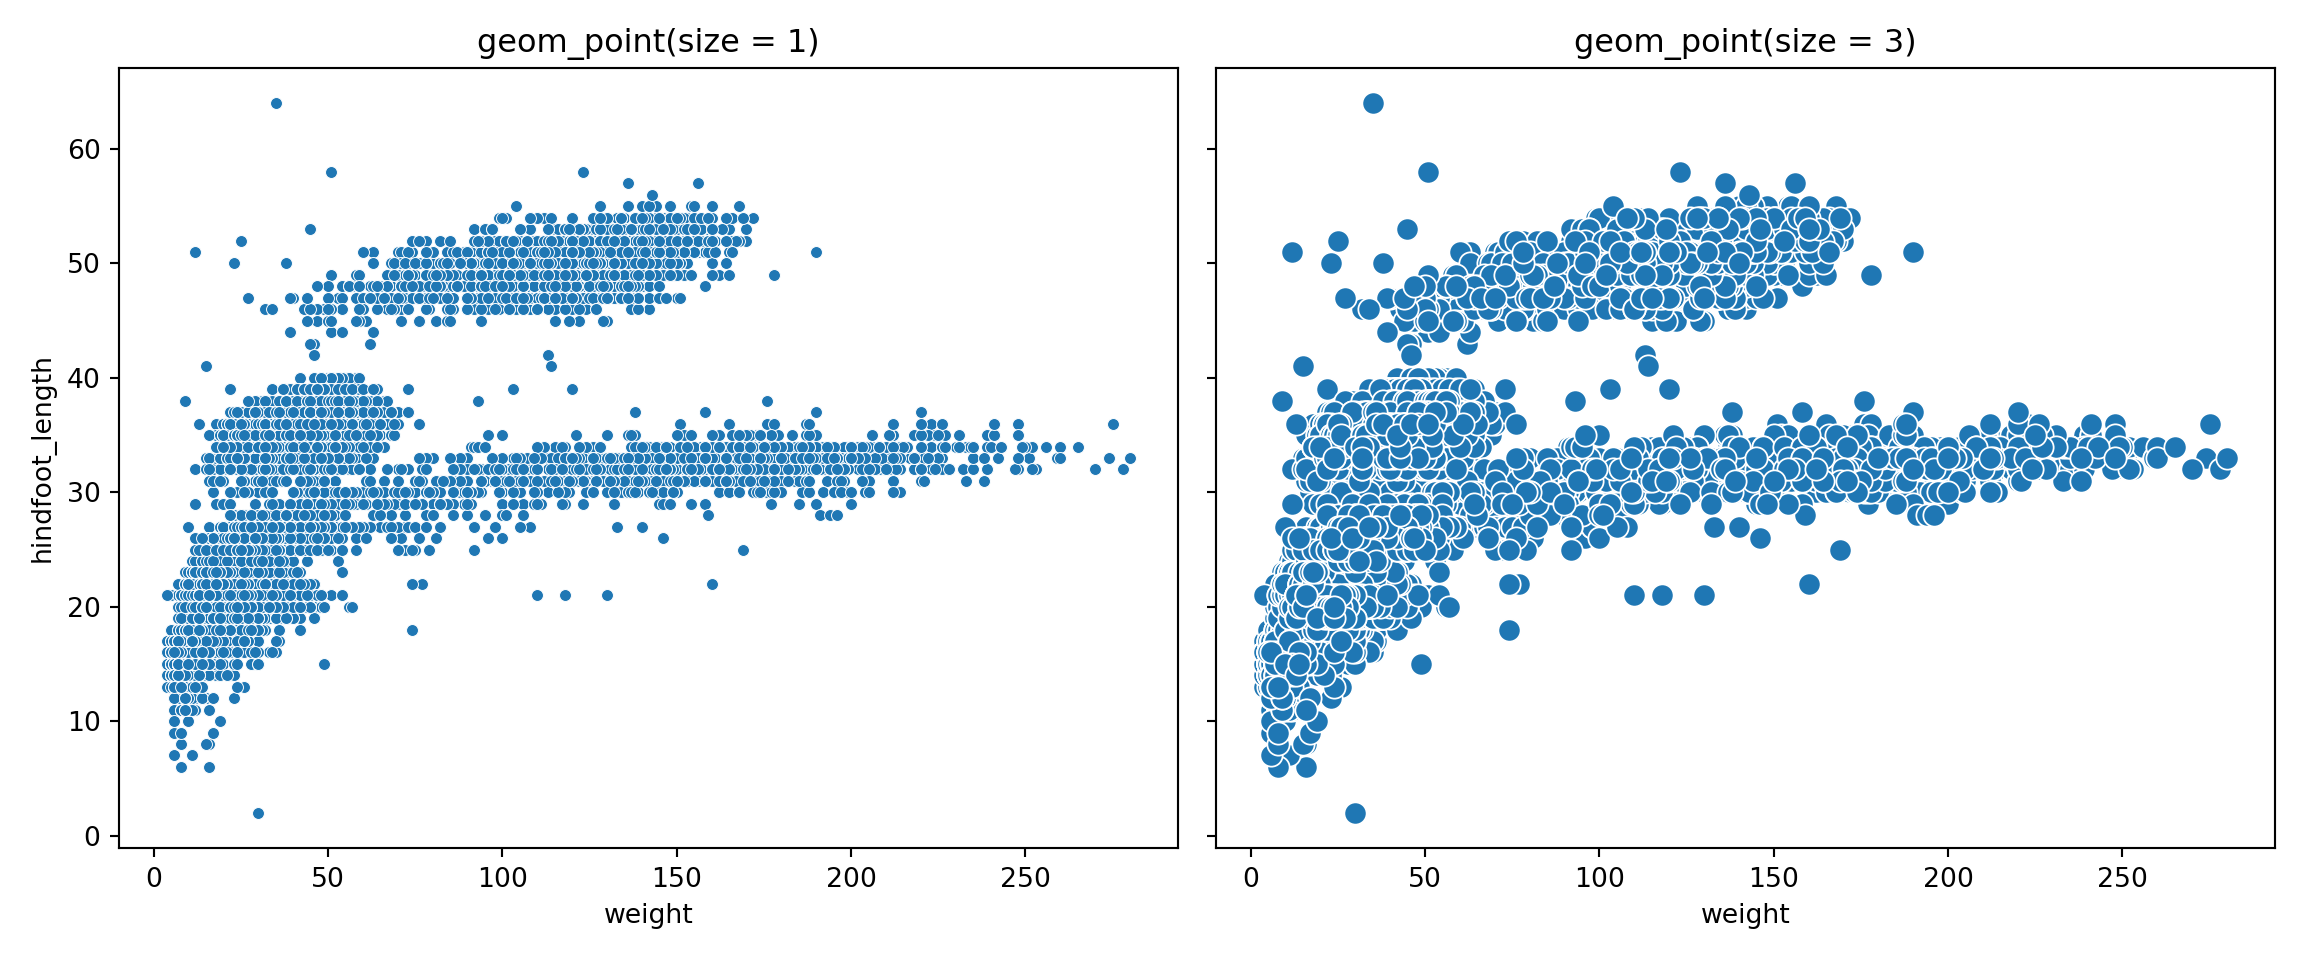 geom_point(size = 1)
geom_point(size = 3)
hindfoot_length
60
50
40
30
20
10
0
0 50 100 150 200 250
weight
0 50 100 150 200 250
weight